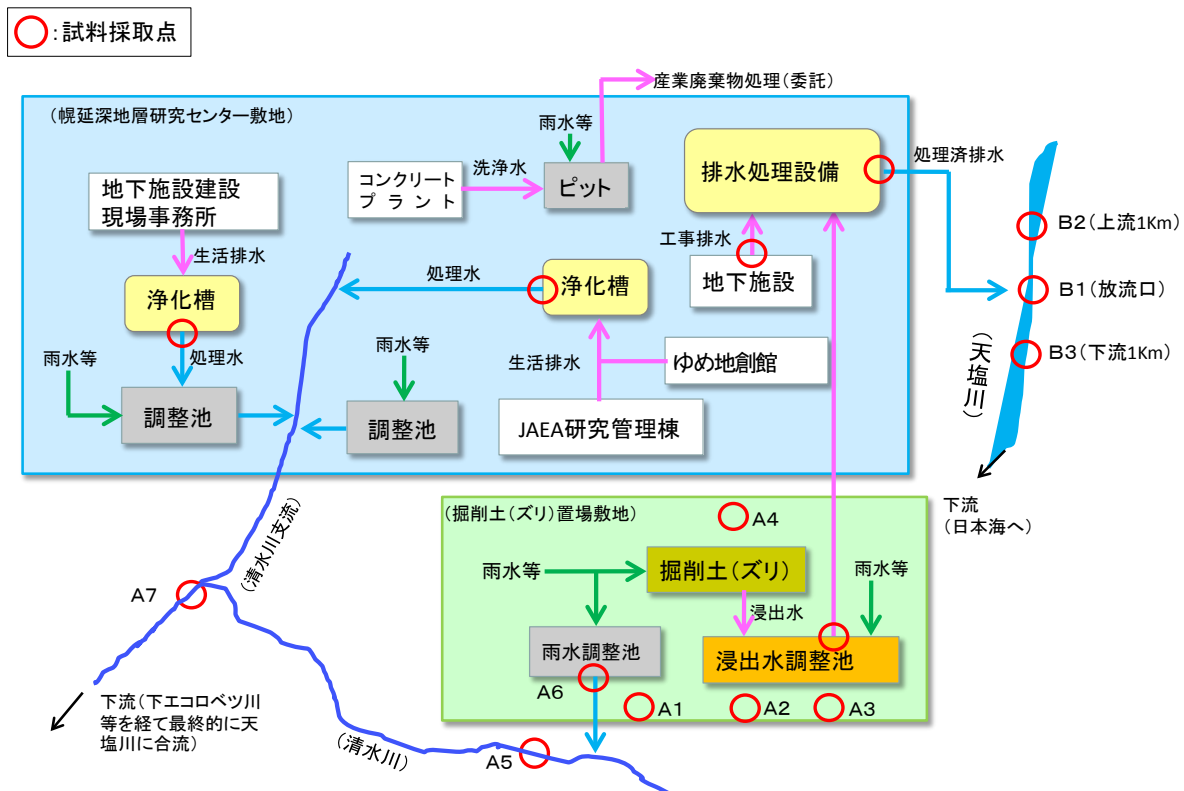 ：試料採取点
産業廃棄物処理（委託）
（幌延深地層研究センター敷地）
雨水等
処理済排水
地下施設建設
現場事務所
コンクリート
プラント
洗浄水
ピット
排水処理設備
B2（上流1Km）
生活排水
工事排水
処理水
浄化槽
浄化槽
地下施設
B1（放流口）
雨水等
処理水
雨水等
生活排水
ゆめ地創館
B3（下流1Km）
（天塩川）
調整池
調整池
JAEA研究管理棟
下流
（日本海へ）
（清水川支流）
（掘削土（ズリ）置場敷地）
A4
雨水等
掘削土（ズリ）
雨水等
A7
浸出水
雨水調整池
浸出水調整池
A6
A1
A2
A3
下流（下エコロベツ川
等を経て最終的に天
塩川に合流）
（清水川）
A5